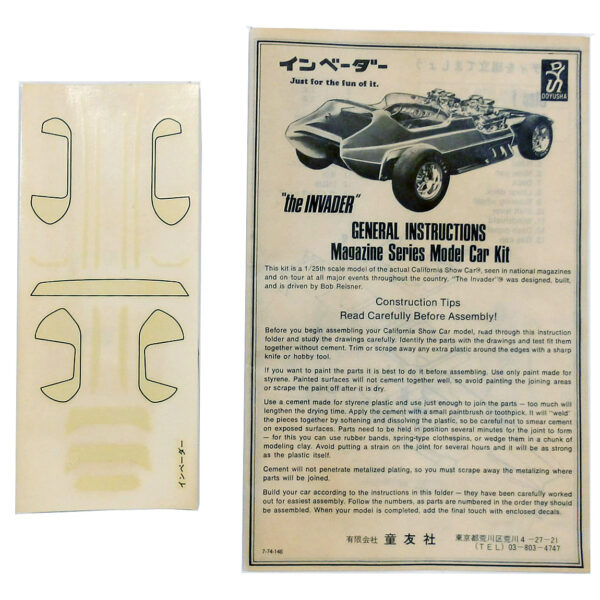 インベーダー
インベーダー
Just for the fun of it.
DOYUSHA
"the INVADER"
GENERAL INSTRUCTIONS
Magazine Series Model Car Kit
This kit is a 1/25th scale model of the actual California Show Car®, seen in national magazines
and on tour at all major events throughout the country. "The Invader"® was designed, built,
and is driven by Bob Reisner.
Construction Tips
Read Carefully Before Assembly!
Before you begin assembling your California Show Car model, read through this instruction
folder and study the drawings carefully. Identify the parts with the drawings and test fit them
together without cement. Trim or scrape away any extra plastic around the edges with a sharp
knife or hobby tool.
If you want to paint the parts it is best to do it before assembling. Use only paint made for
styrene. Painted surfaces will not cement together well, so avoid painting the joining areas
or scrape the paint off after it is dry.
Use a cement made for styrene plastic and use just enough to join the parts — too much will
lengthen the drying time. Apply the cement with a small paintbrush or toothpick. It will "weld"
the pieces together by softening and dissolving the plastic, so be careful not to smear cement
on exposed surfaces. Parts need to be held in position several minutes for the joint to form
— for this you can use rubber bands, spring-type clothespins, or wedge them in a chunk of
modeling clay. Avoid putting a strain on the joint for several hours and it will be as strong
as the plastic itself.
Cement will not penetrate metalized plating, so you must scrape away the metalizing where
parts will be joined.
Build your car according to the instructions in this folder — they have been carefully worked
out for easiest assembly. Follow the numbers, as parts are numbered in the order they should
be assembled. When your model is completed, add the final touch with enclosed decals.
有限会社 童友社 東京都荒川区荒川4-27-21
(TEL) 03-803-4747
7-74-146